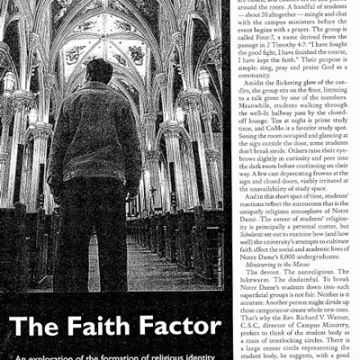 The Faith Factor
An exploration of the formation of religious identity
around the room. A handful of students
— about 20 altogether — mingle and chat
with the campus ministers before the
event begins with a prayer. The group is
called Four:7, a name derived from the
passage in 2 Timothy 4:7: "I have fought
the good fight, I have finished the course,
I have kept the faith." Their purpose is
simple: sing, pray and praise God as a
community.
Amidst the flickering glow of the can-
dles, the group sits on the floor, listening
to a talk given by one of the members.
Meanwhile, students walking through
the well-lit hallway pass by the closed-
off lounge. Ten at night is prime study
time, and CoMo is a favorite study spot.
Seeing the room occupied and glancing at
the sign outside the door, some students
don't break stride. Others raise their eye-
brows slightly in curiosity and peer into
the dark room before continuing on their
way. A few cast deprecating frowns at the
sign and closed doors, visibly irritated at
the unavailability of study space.
And in this short span of time, students'
reactions reflect the microcosm that is the
uniquely religious atmosphere of Notre
Dame. The extent of students' religios-
ity is principally a personal matter, but
Scholastic set out to examine how (and how
well) the university's attempts to cultivate
faith affect the social and academic lives of
Notre Dame's 8,000 undergraduates.
Ministering to the Masses
The devout. The nonreligious. The
lukewarm. The disdainful. To break
Notre Dame's students down into such
superficial groups is not fair. Neither is it
accurate. Another person might divide up
those categories or create whole new ones.
That's why the Rev. Richard V. Warner,
C.S.C., director of Campus Ministry,
prefers to think of the student body as
a mass of interlocking circles. There is
a large center circle representing the
student body, he suggests, with a good